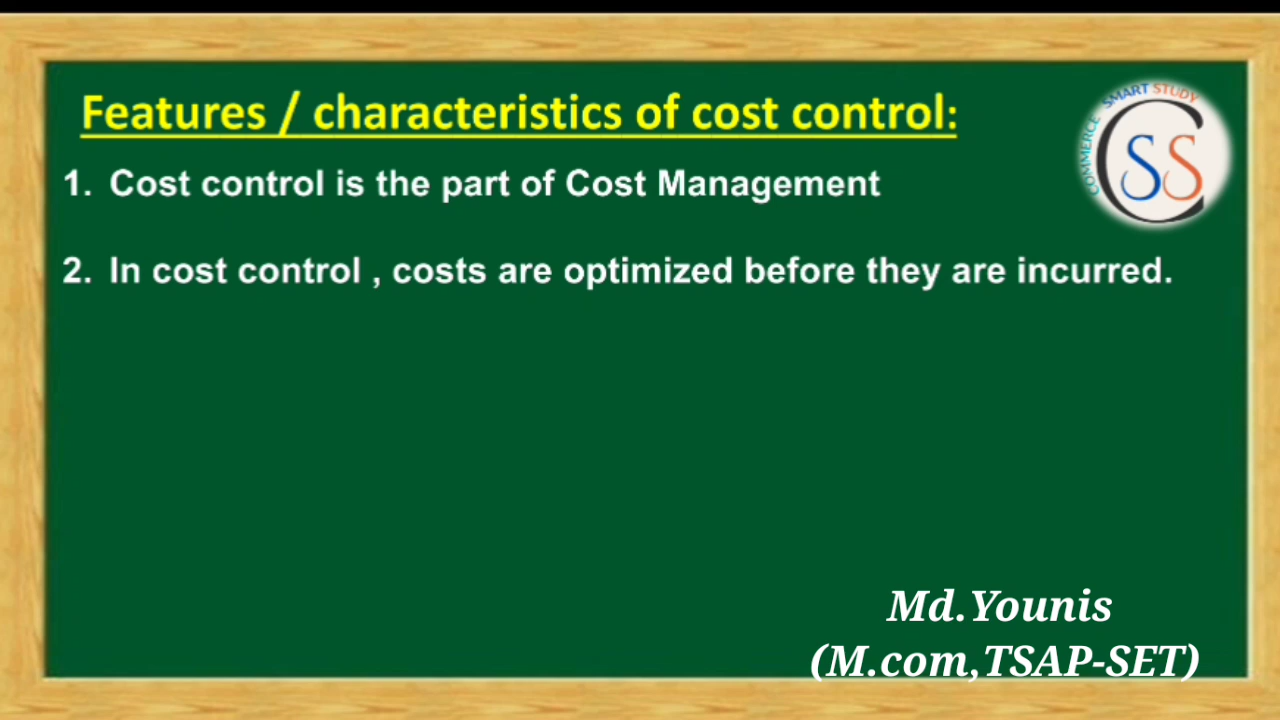 Features / characteristics of cost control:
SMART STUDY
COMMERCE
CSS
1. Cost control is the part of Cost Management
2. In cost control , costs are optimized before they are incurred.
Md.Younis
(M.com,TSAP-SET)